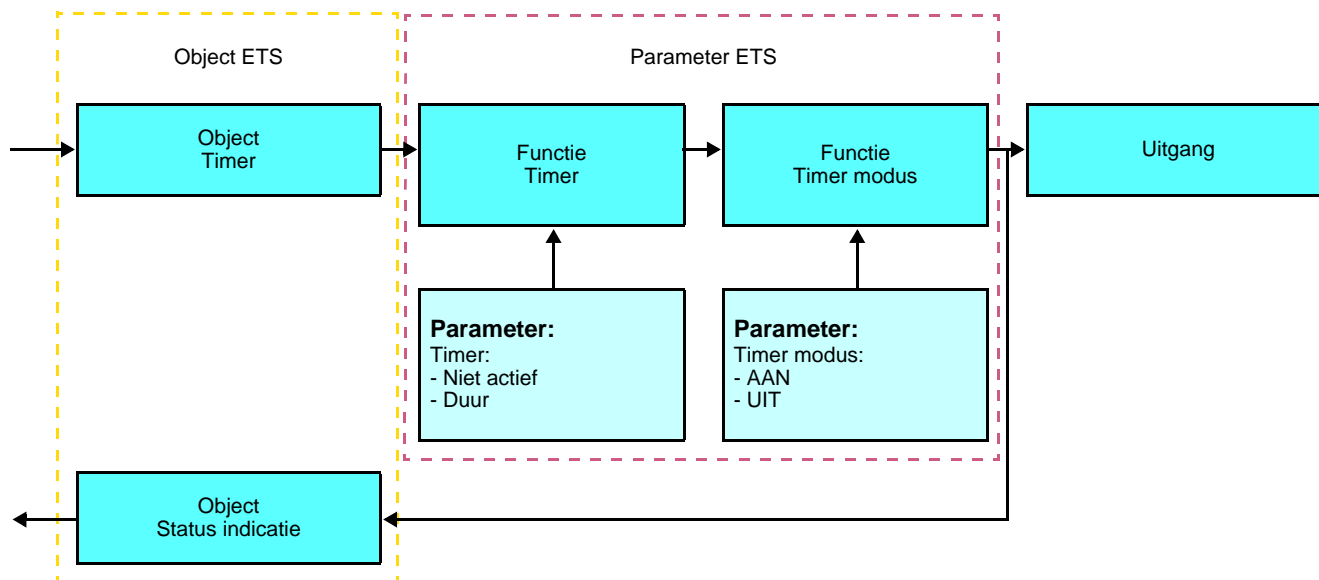 Object ETS
Parameter ETS
Object
Timer
Functie
Timer
Functie
Timer modus
Uitgang
Parameter:
Timer:
- Niet actief
- Duur
Parameter:
Timer modus:
- AAN
- UIT
Object
Status indicatie